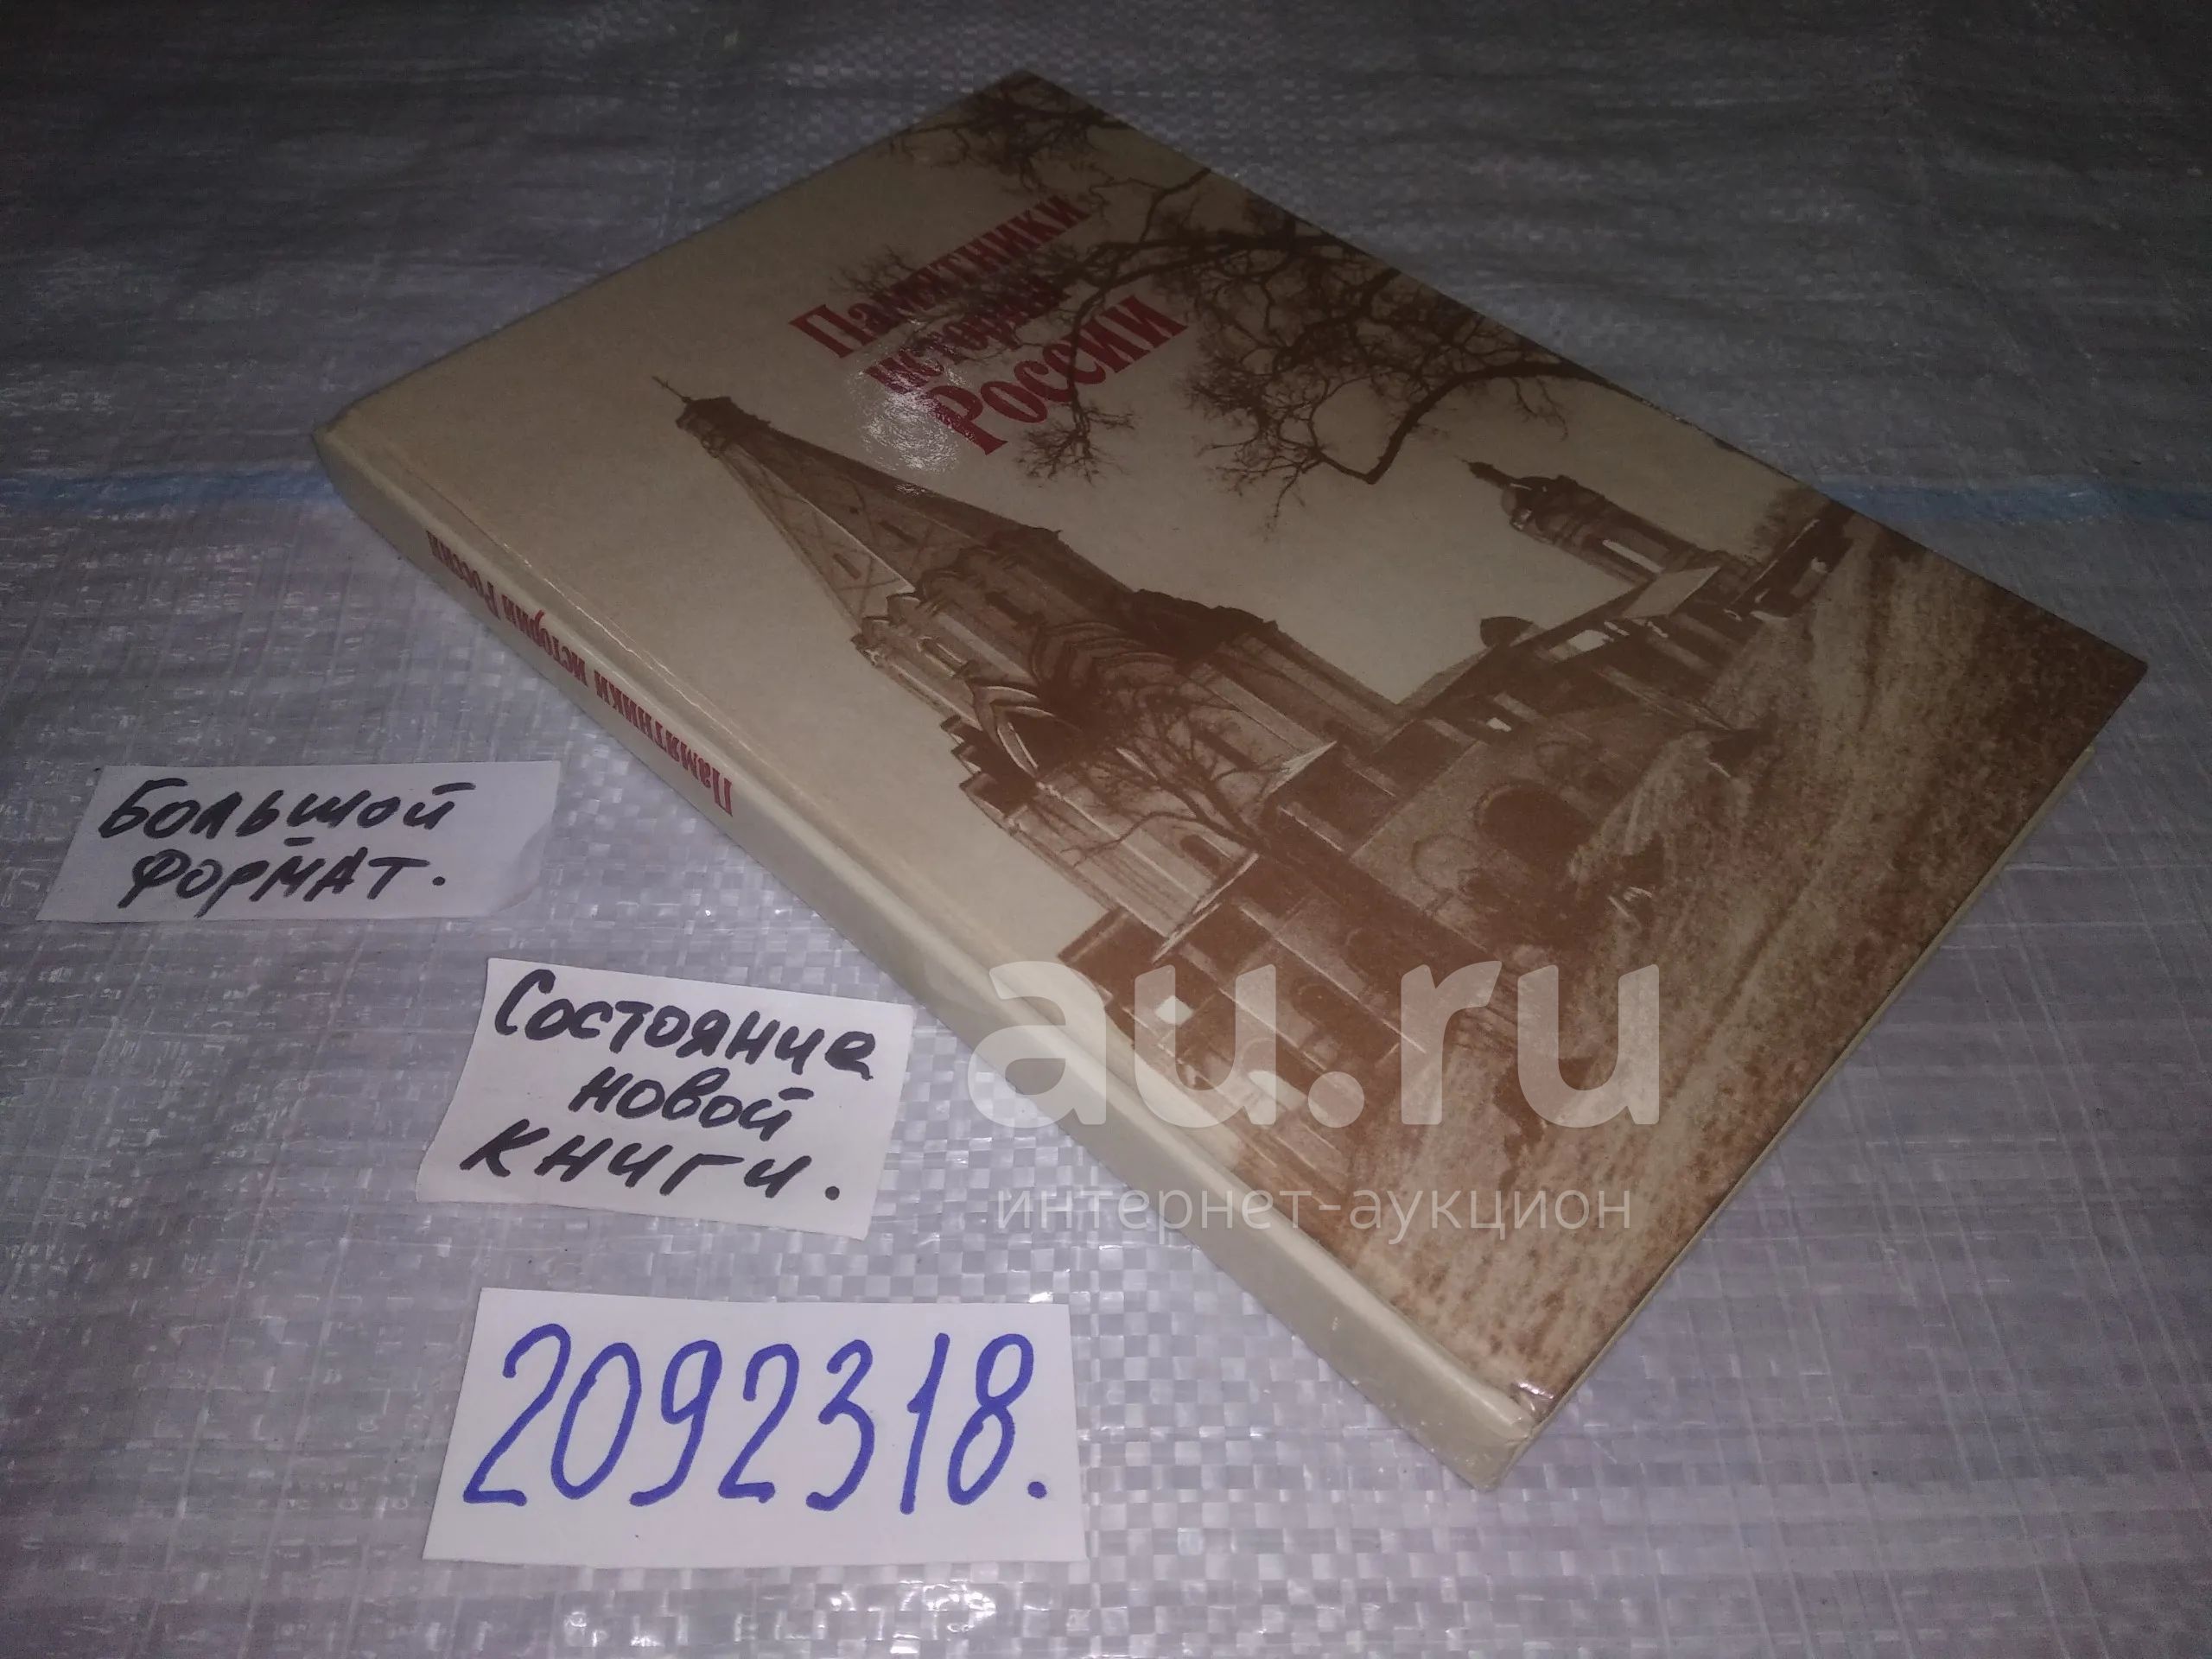 Памятники
истории
России
Памятники истории России
Большой
формат.
Состояние
новой
книги.
2092318.
au.ru
интернет-аукцион